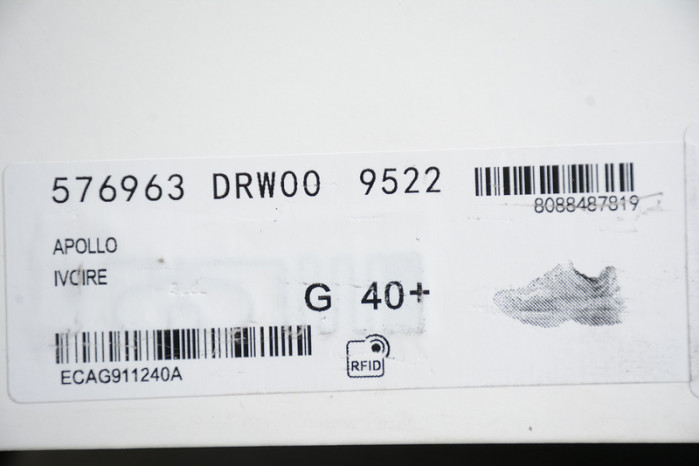 576963 DRW00 9522
8088487819
APOLLO
IVOIRE
G 40+
RFID
ECAG911240A